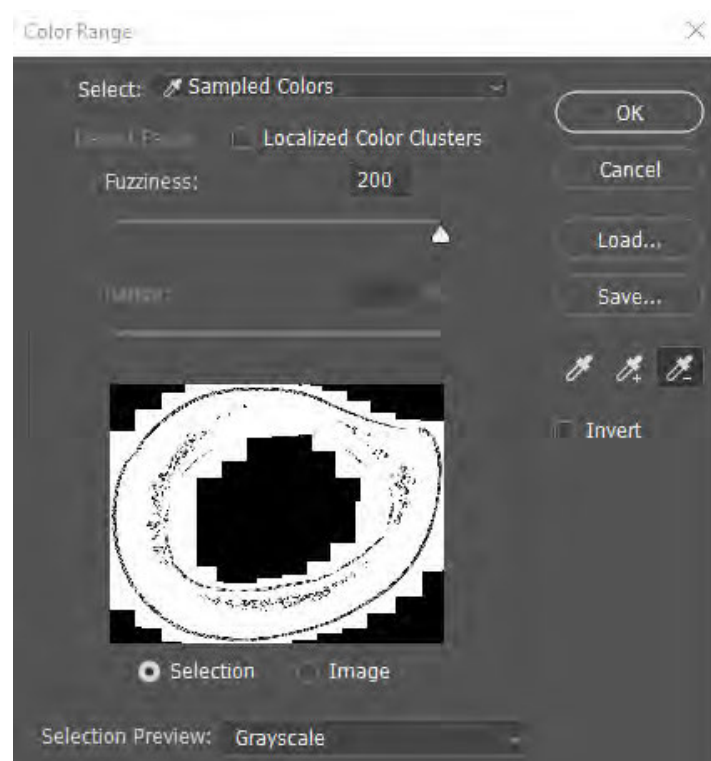 Color Range
Select: Sampled Colors
Localized Color Clusters
Fuzziness: 200
OK
Cancel
Load...
Save...
Invert
Selection Image
Selection Preview: Grayscale